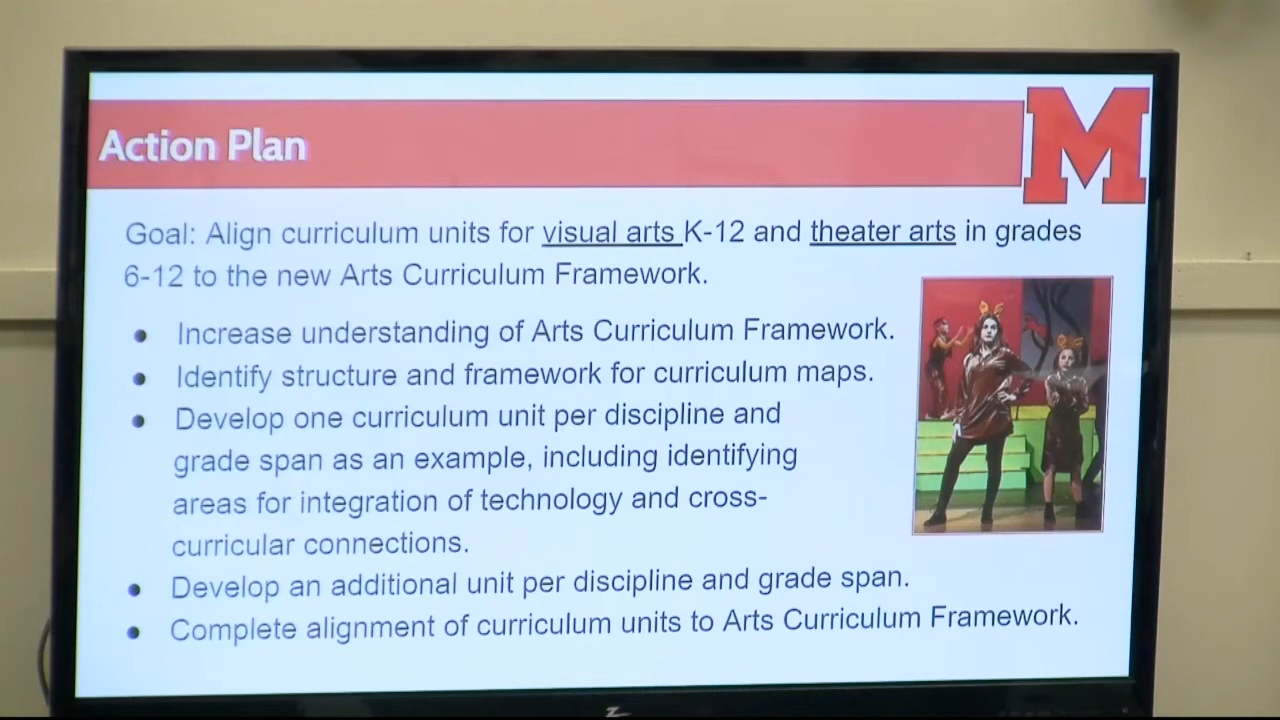 Action Plan
M
Goal: Align curriculum units for visual arts K-12 and theater arts in grades
6-12 to the new Arts Curriculum Framework.
• Increase understanding of Arts Curriculum Framework.
• Identify structure and framework for curriculum maps.
• Develop one curriculum unit per discipline and
grade span as an example, including identifying
areas for integration of technology and cross-
curricular connections.
• Develop an additional unit per discipline and grade span.
• Complete alignment of curriculum units to Arts Curriculum Framework.